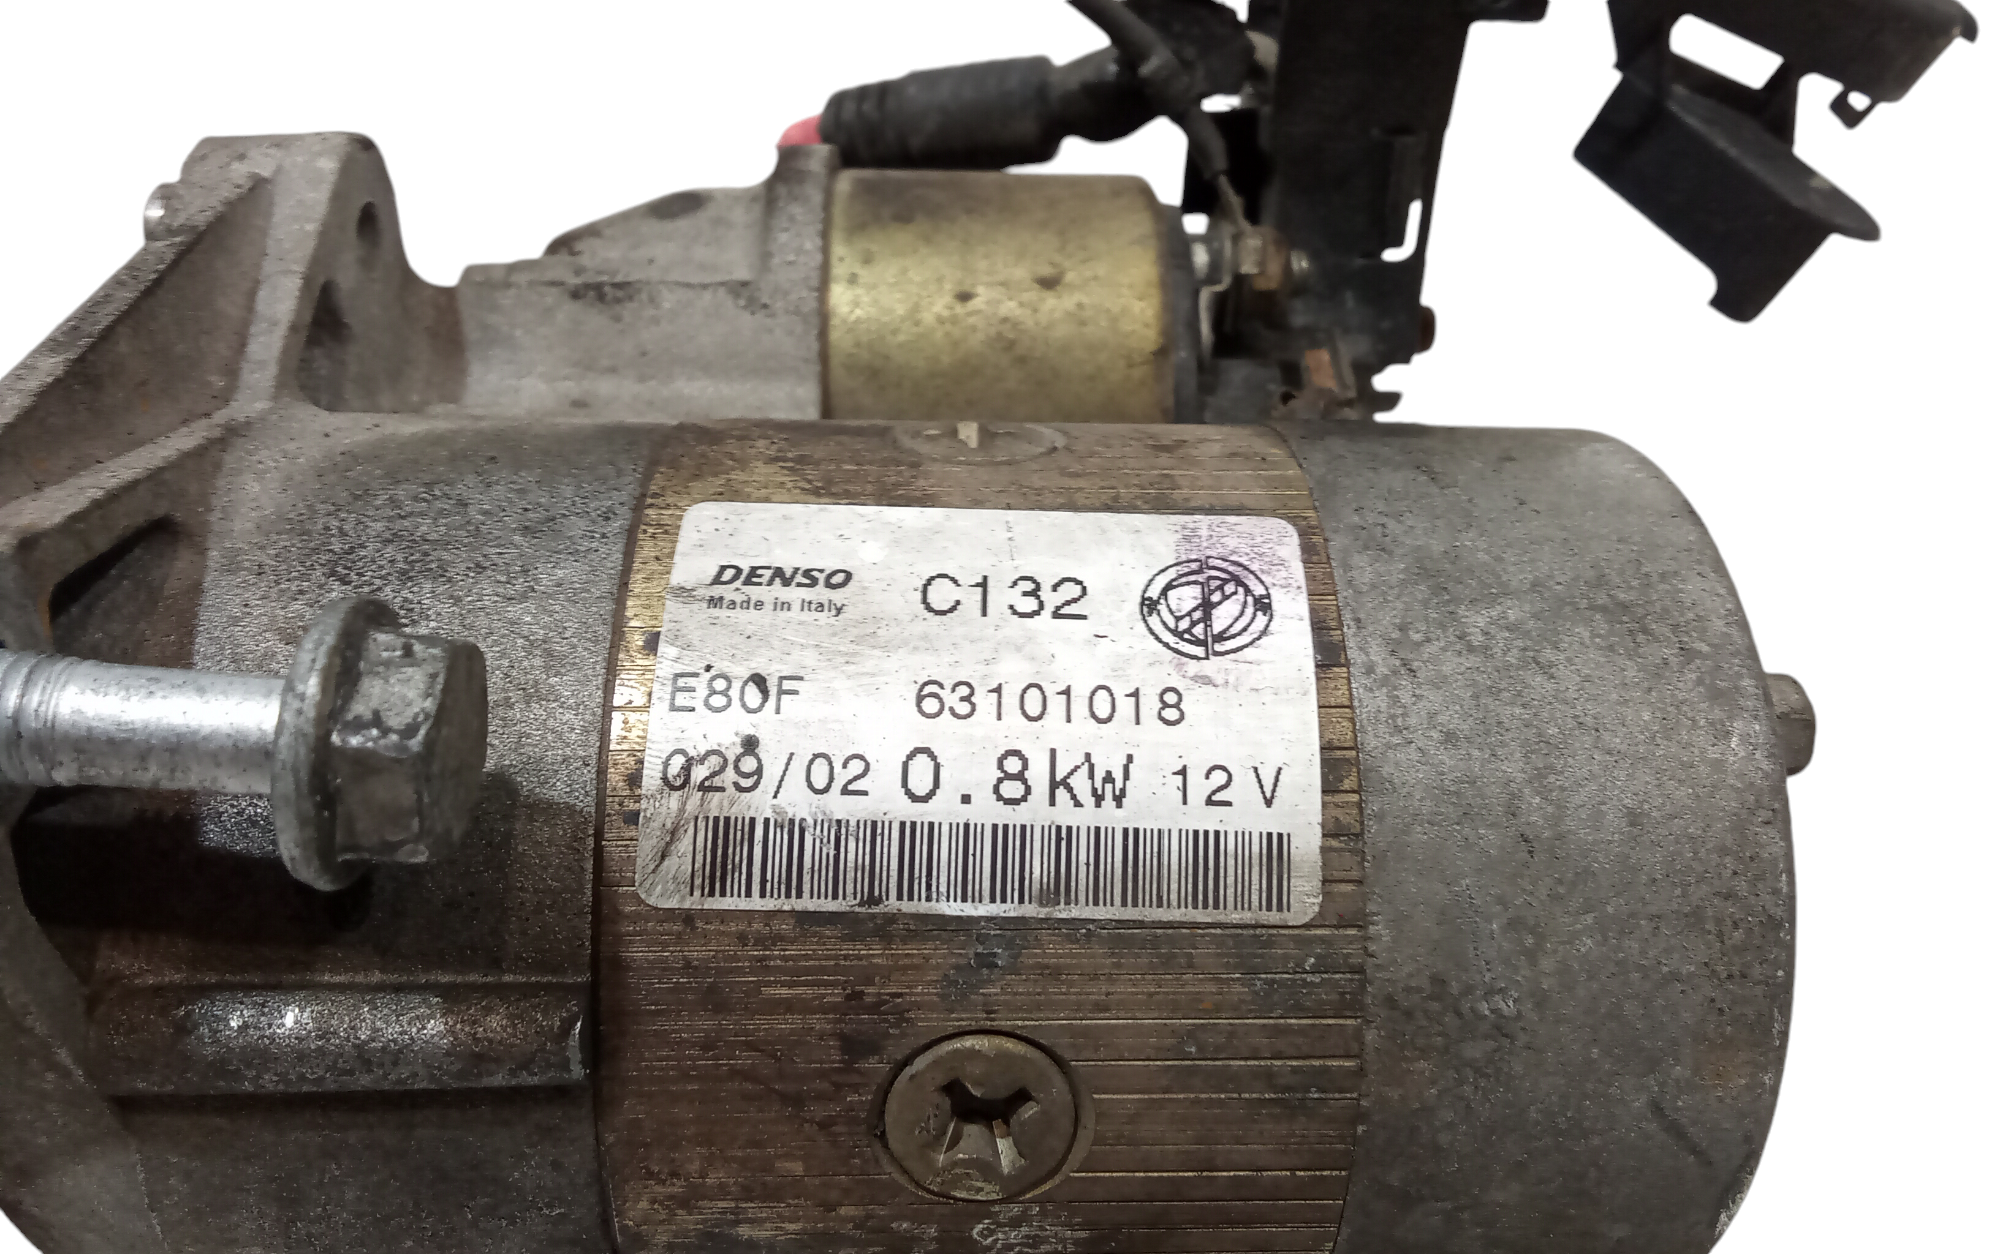 DENSO C132
Made in Italy
E80F 63101018
029/02 0.8kW 12V